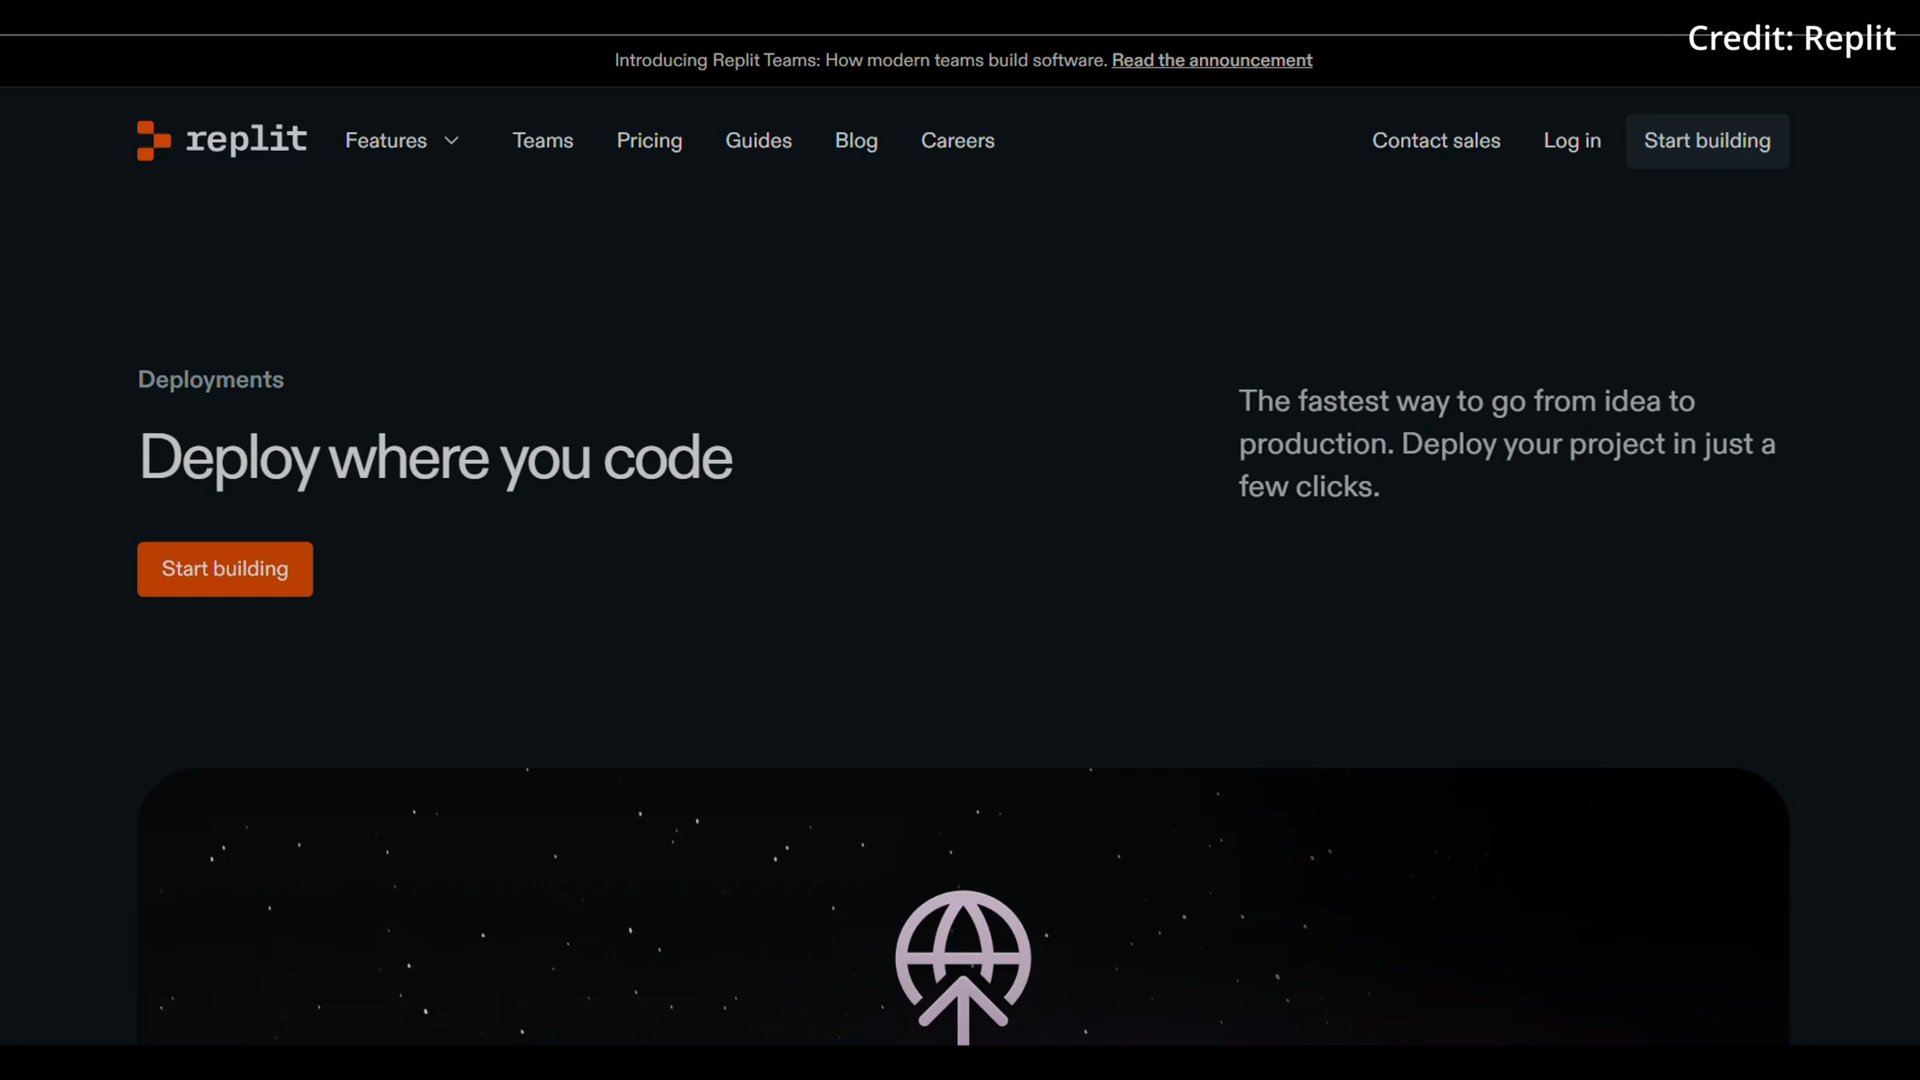 Credit: Replit
Introducing Replit Teams: How modern teams build software. Read the announcement
replit Features Teams Pricing Guides Blog Careers Contact sales Log in Start building
Deployments
Deploy where you code
Start building
The fastest way to go from idea to
production. Deploy your project in just a
few clicks.